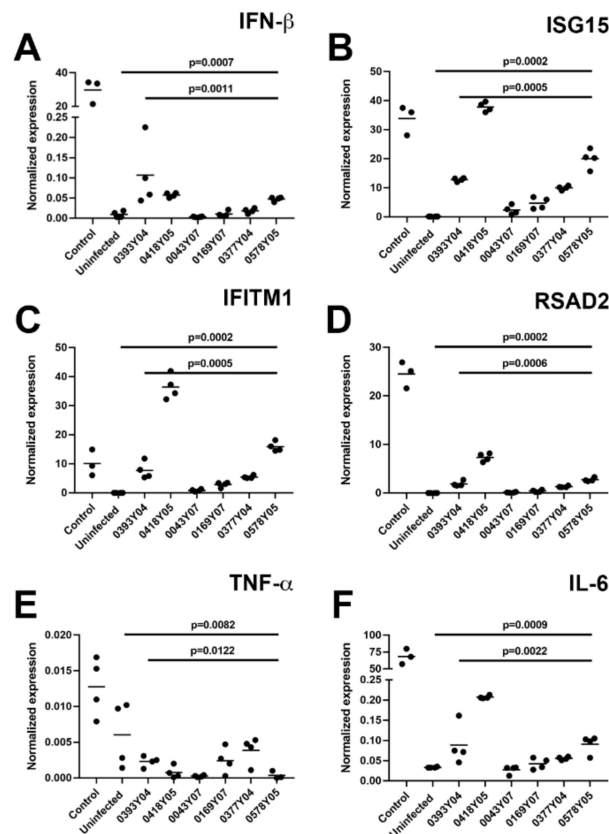 A
IFN-β
p=0.0007
p=0.0011
Normalized expression
40
20
0.25
0.20
0.15
0.10
0.05
0.00
Control
Uninfected
0393Y04
0418Y05
0043Y07
0169Y07
0377Y04
0578Y05
B
ISG15
p=0.0002
p=0.0005
Normalized expression
50
40
30
20
10
0
Control
Uninfected
0393Y04
0418Y05
0043Y07
0169Y07
0377Y04
0578Y05
C
IFITM1
p=0.0002
p=0.0005
Normalized expression
50
40
30
20
10
0
Control
Uninfected
0393Y04
0418Y05
0043Y07
0169Y07
0377Y04
0578Y05
D
RSAD2
p=0.0002
p=0.0006
Normalized expression
30
20
10
0
Control
Uninfected
0393Y04
0418Y05
0043Y07
0169Y07
0377Y04
0578Y05
E
TNF-α
p=0.0082
p=0.0122
Normalized expression
0.020
0.015
0.010
0.005
0.000
Control
Uninfected
0393Y04
0418Y05
0043Y07
0169Y07
0377Y04
0578Y05
F
IL-6
p=0.0009
p=0.0022
Normalized expression
100
75
50
0.25
0.20
0.15
0.10
0.05
0.00
Control
Uninfected
0393Y04
0418Y05
0043Y07
0169Y07
0377Y04
0578Y05